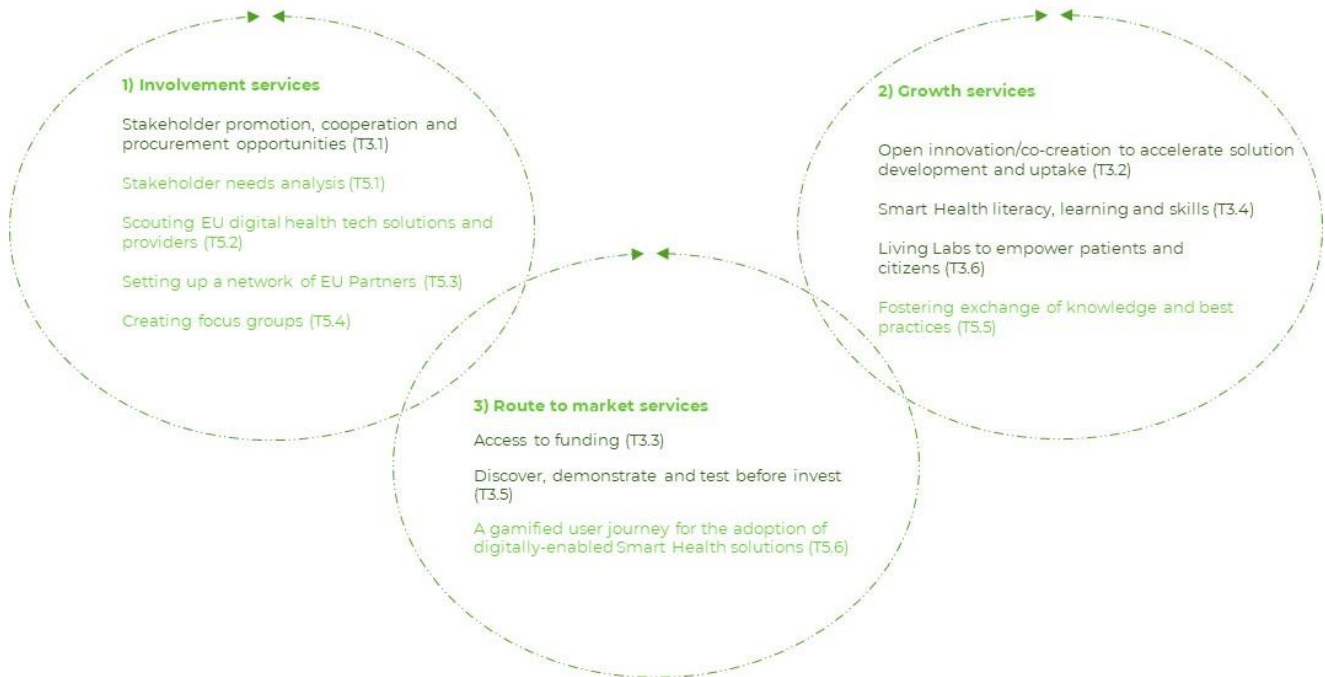 1) Involvement services
Stakeholder promotion, cooperation and
procurement opportunities (T3.1)
Stakeholder needs analysis (T5.1)
Scouting EU digital health tech solutions and
providers (T5.2)
Setting up a network of EU Partners (T5.3)
Creating focus groups (T5.4)
2) Growth services
Open innovation/co-creation to accelerate solution
development and uptake (T3.2)
Smart Health literacy, learning and skills (T3.4)
Living Labs to empower patients and
citizens (T3.6)
Fostering exchange of knowledge and best
practices (T5.5)
3) Route to market services
Access to funding (T3.3)
Discover, demonstrate and test before invest
(T3.5)
A gamified user journey for the adoption of
digitally-enabled Smart Health solutions (T5.6)